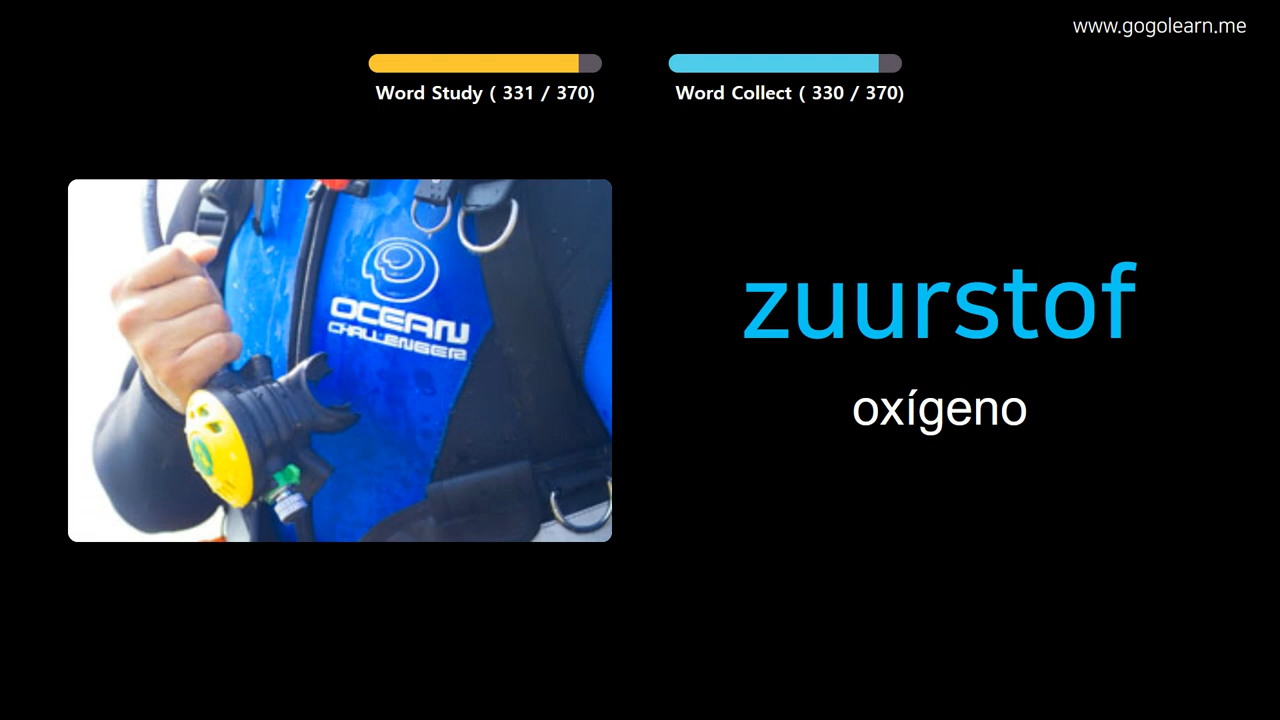 www.gogolearn.me
Word Study ( 331 / 370)
Word Collect ( 330 / 370)
OCEAN
CHALLENGER
zuurstof
oxígeno